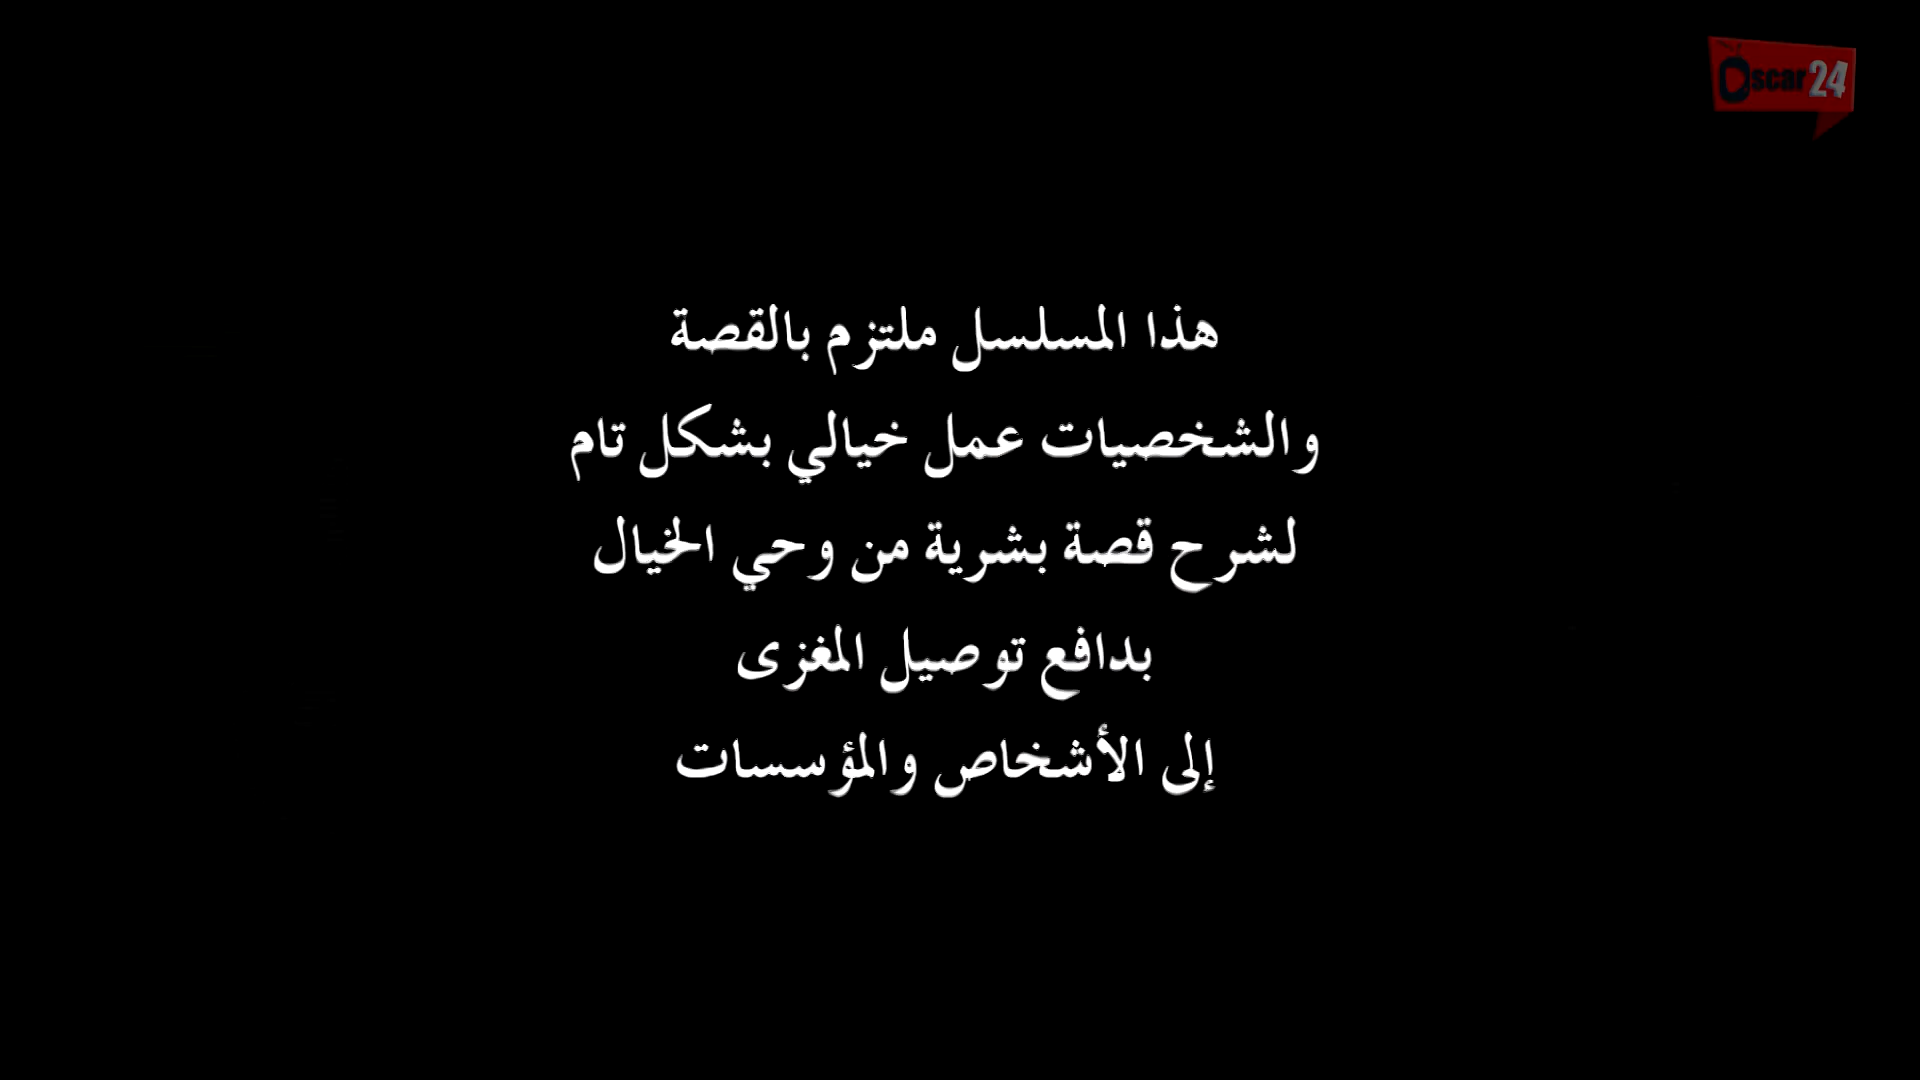 Oscar24
هذا المسلسل ملتزم بالقصة
والشخصيات عمل خيالي بشكل تام
لشرح قصة بشرية من وحي الخيال
بدافع توصيل المغزى
إلى الأشخاص والمؤسسات